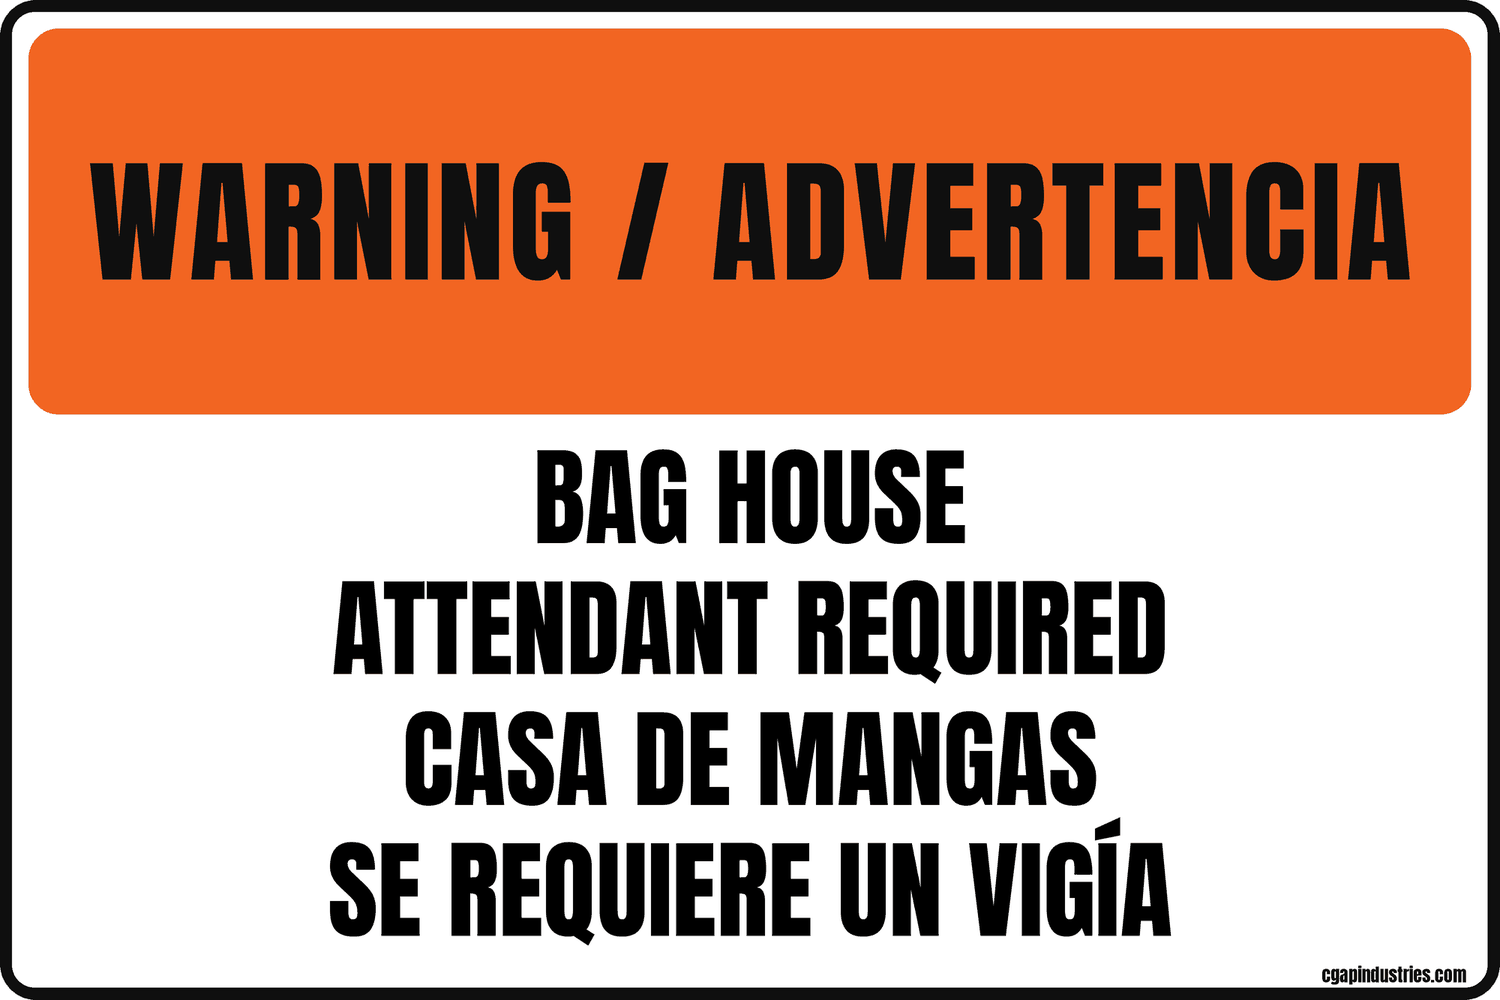 WARNING / ADVERTENCIA
BAG HOUSE
ATTENDANT REQUIRED
CASA DE MANGAS
SE REQUIERE UN VIGÍA
cgapindustries.com